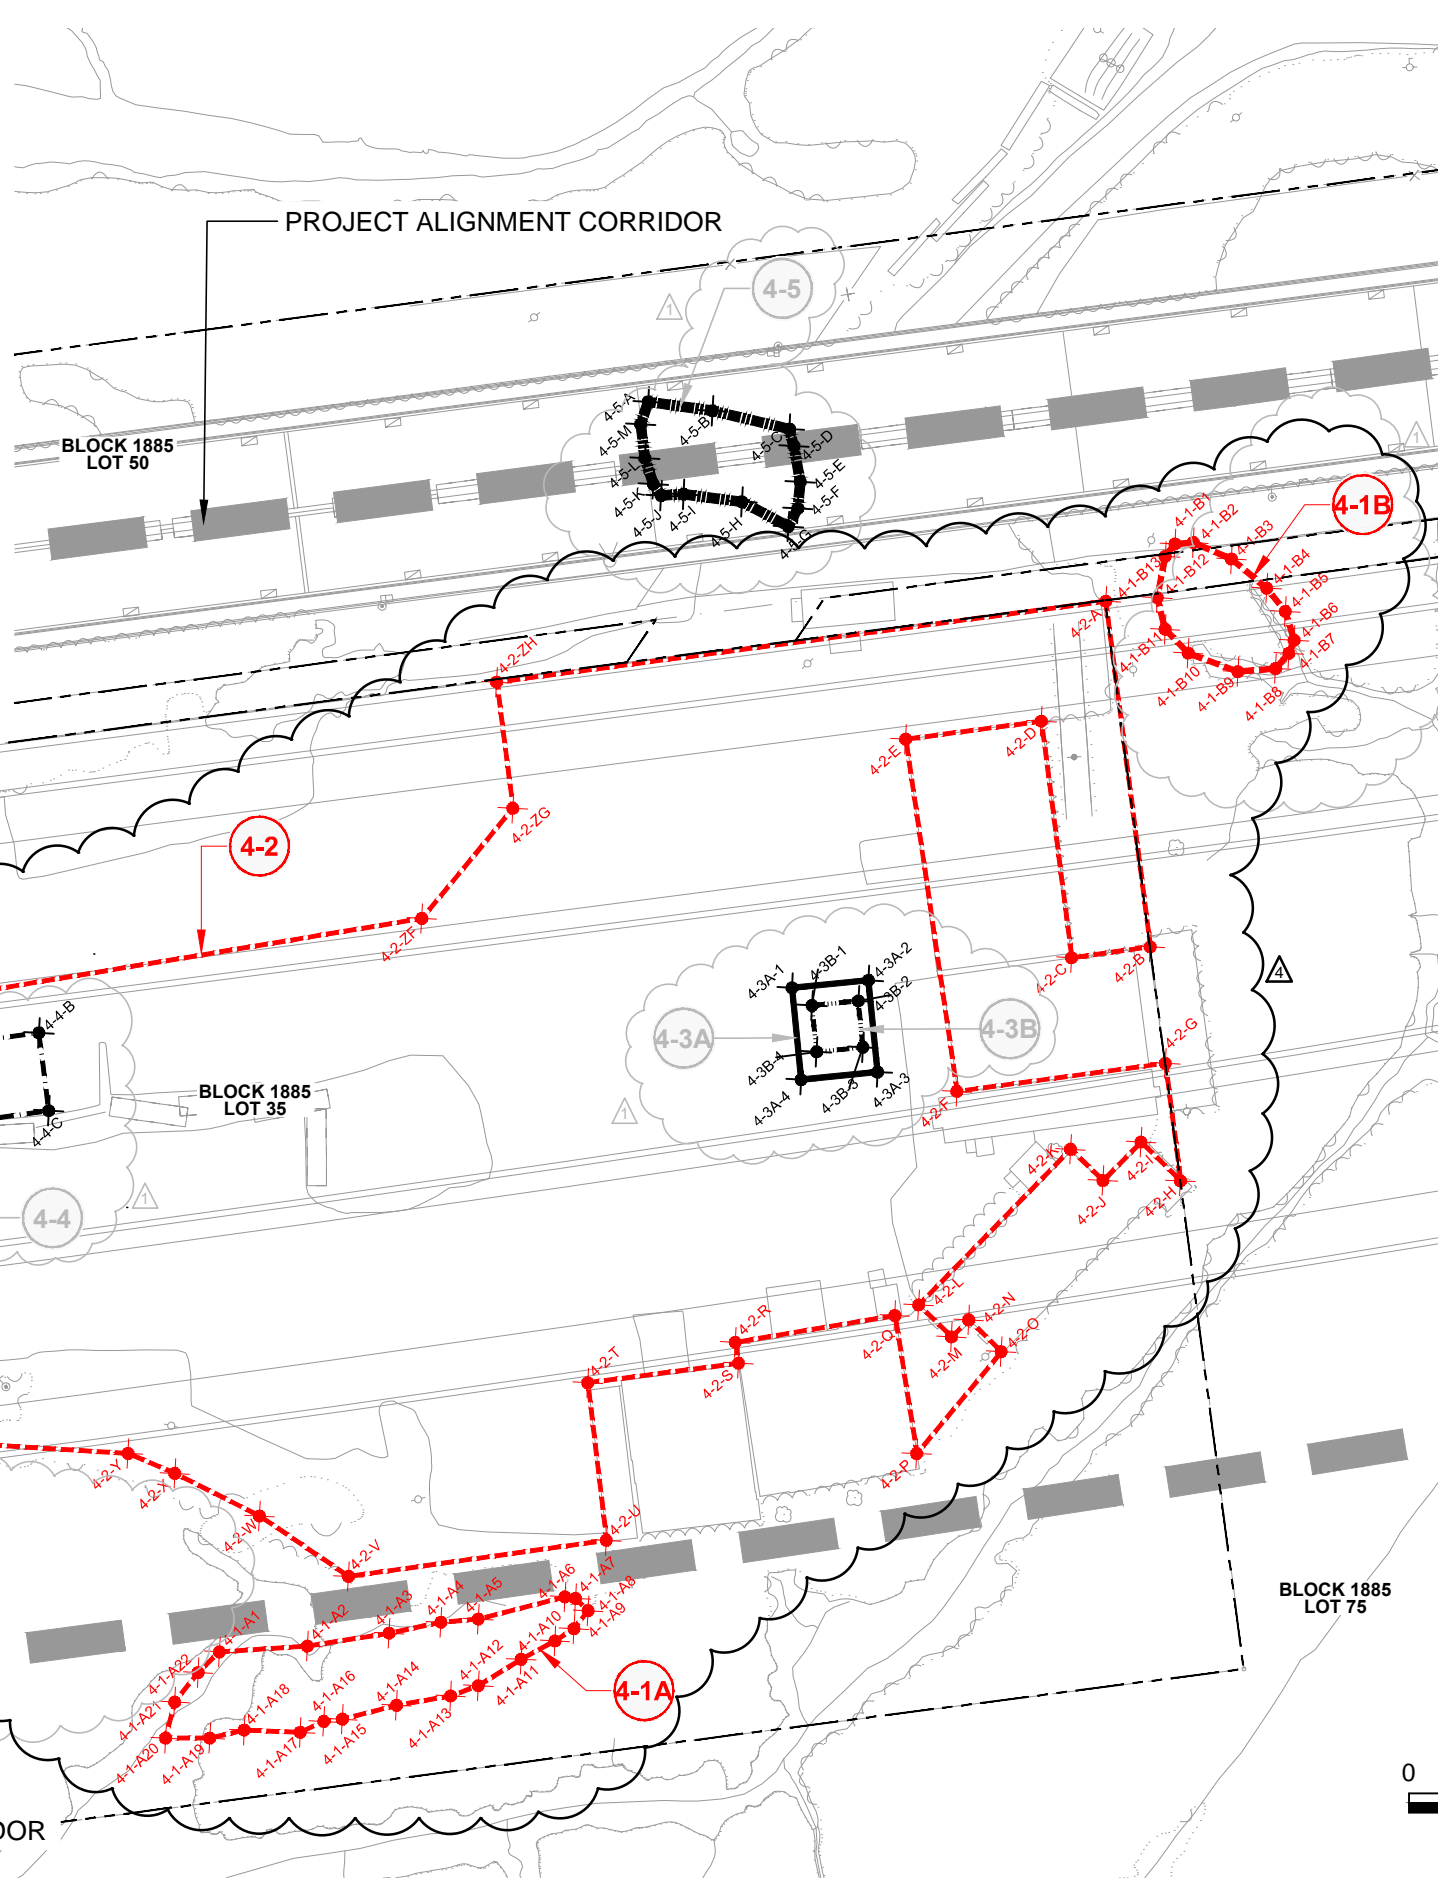 PROJECT ALIGNMENT CORRIDOR
4-5
1
BLOCK 1885
LOT 50
4-5-A
4-5-B
4-5-C
4-5-D
4-5-E
4-5-F
4-5-G
4-5-H
4-5-I
4-5-J
4-5-K
4-5-L
4-5-M
1
4-1B
4-1-B1
4-1-B2
4-1-B3
4-1-B4
4-1-B5
4-1-B6
4-1-B7
4-1-B8
4-1-B9
4-1-B10
4-1-B11
4-1-B12
4-1-B13
4-2-A
4-2-ZH
4-2-ZG
4-2-ZF
4-2
4-2-E
4-2-D
4-2-C
4-2-B
4-2-G
4-2-F
4
4-3A-1
4-3B-1
4-3A-2
4-3B-2
4-3A
4-3B
4-3B-4
4-3B-3
4-3A-4
4-3A-3
1
4-4-B
4-4-C
BLOCK 1885
LOT 35
1
4-4
4-2-K
4-2-J
4-2-I
4-2-H
4-2-L
4-2-M
4-2-N
4-2-O
4-2-P
4-2-Q
4-2-R
4-2-S
4-2-T
4-2-U
4-2-V
4-2-W
4-2-X
4-2-Y
4-1-A1
4-1-A2
4-1-A3
4-1-A4
4-1-A5
4-1-A6
4-1-A7
4-1-A8
4-1-A9
4-1-A10
4-1-A11
4-1-A12
4-1-A13
4-1-A14
4-1-A15
4-1-A16
4-1-A17
4-1-A18
4-1-A19
4-1-A20
4-1-A21
4-1-A22
4-1A
BLOCK 1885
LOT 75
0
DOR